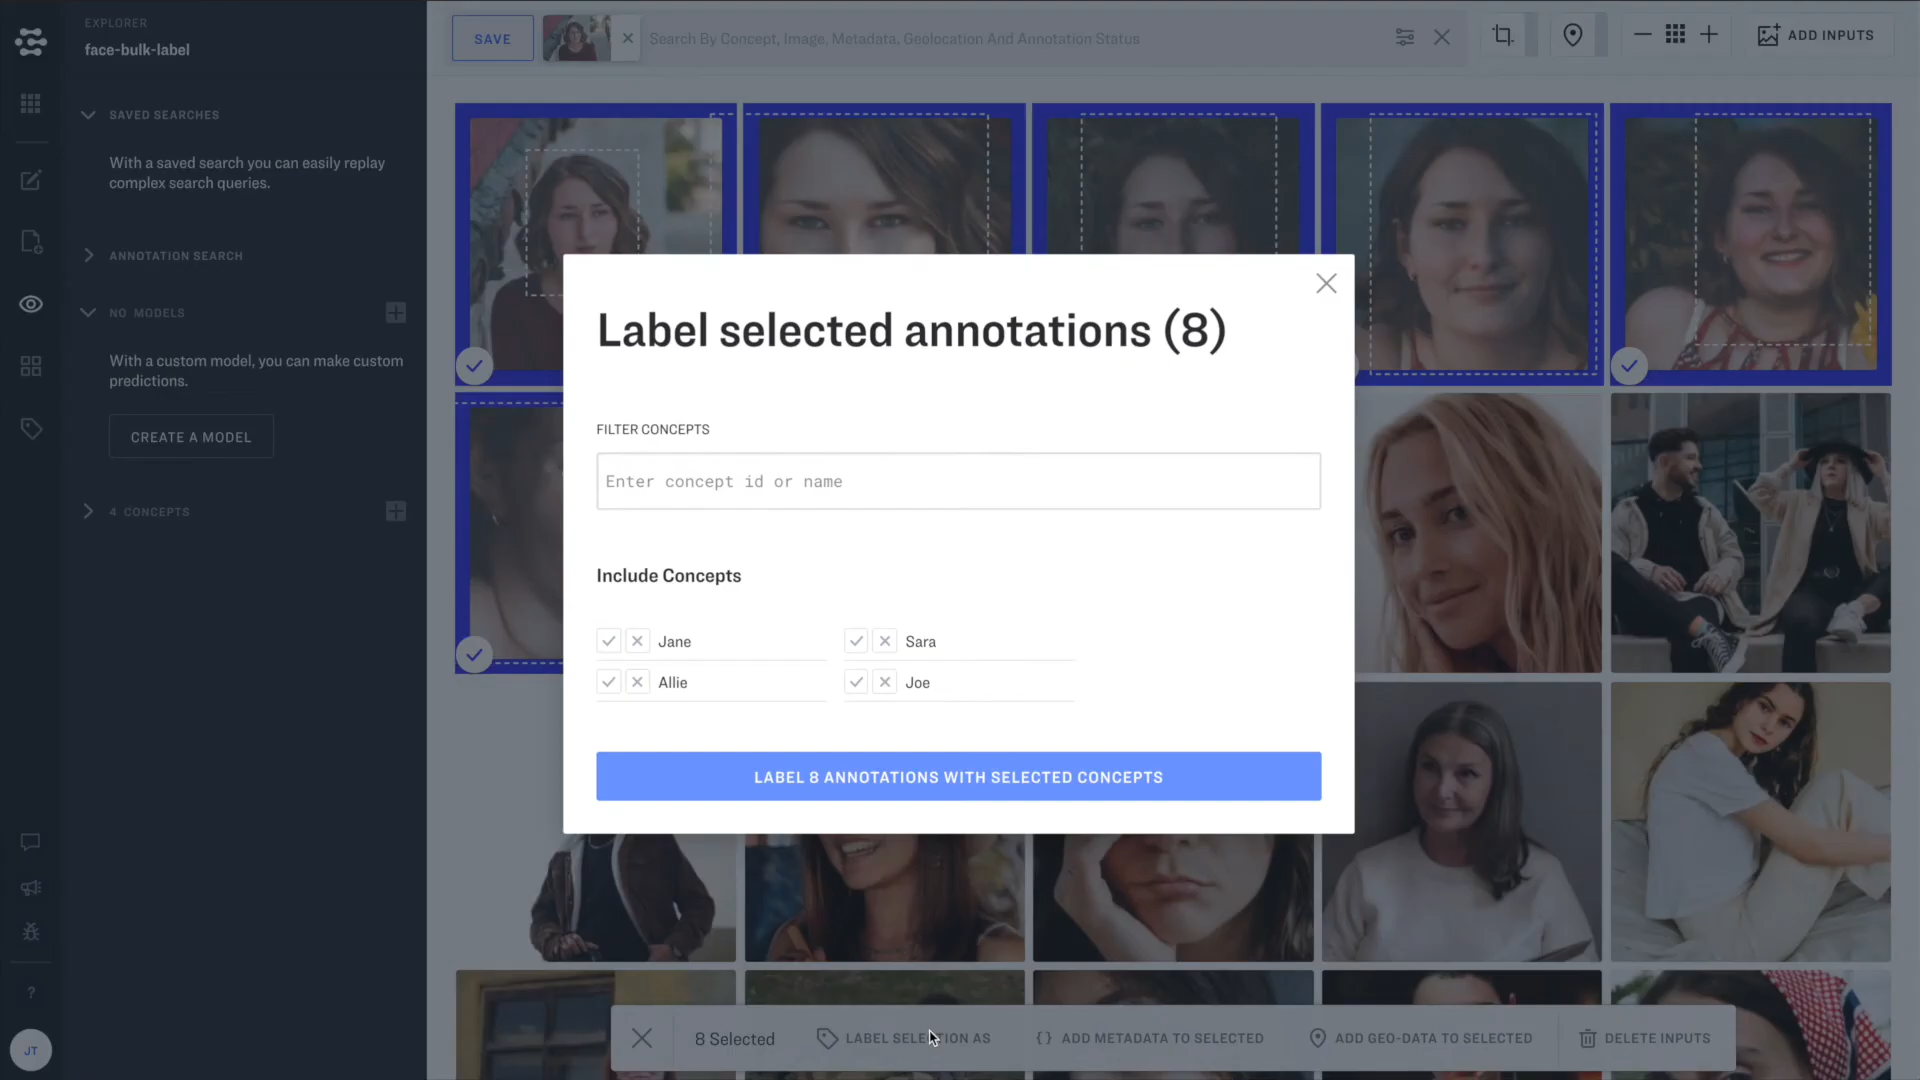 EXPLORER
face-bulk-label
SAVED SEARCHES
With a saved search you can easily replay
complex search queries.
ANNOTATION SEARCH
NO MODELS
With a custom model, you can make custom
predictions.
CREATE A MODEL
4 CONCEPTS
?
JT
SAVE
Search By Concept, Image, Metadata, Geolocation And Annotation Status
ADD INPUTS
Label selected annotations (8)
FILTER CONCEPTS
Enter concept id or name
Include Concepts
Jane
Sara
Allie
Joe
LABEL 8 ANNOTATIONS WITH SELECTED CONCEPTS
8 Selected
LABEL SELECTION AS
{} ADD METADATA TO SELECTED
ADD GEO-DATA TO SELECTED
DELETE INPUTS